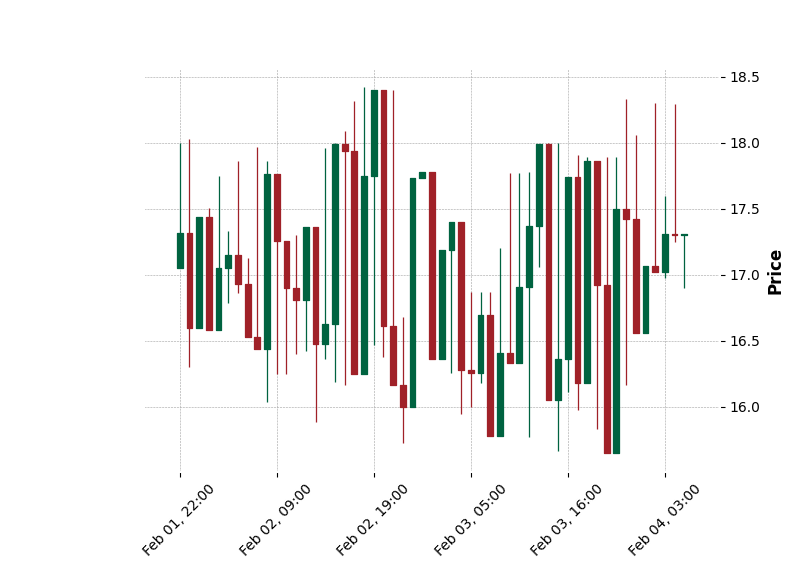 18.5
18.0
17.5
17.0
16.5
16.0
Price
Feb 01, 22:00
Feb 02, 09:00
Feb 02, 19:00
Feb 03, 05:00
Feb 03, 16:00
Feb 04, 03:00